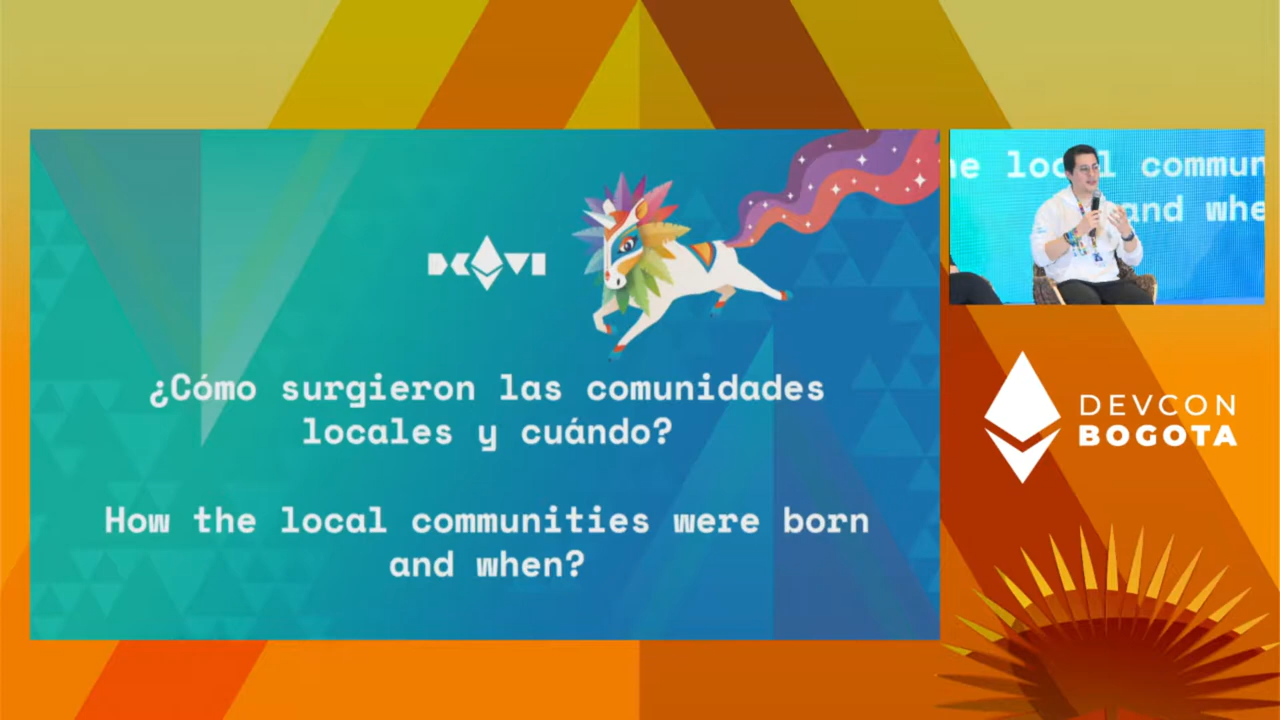 ¿Cómo surgieron las comunidades
locales y cuándo?
How the local communities were born
and when?
he local commun
and whe
DEVCON
BOGOTA